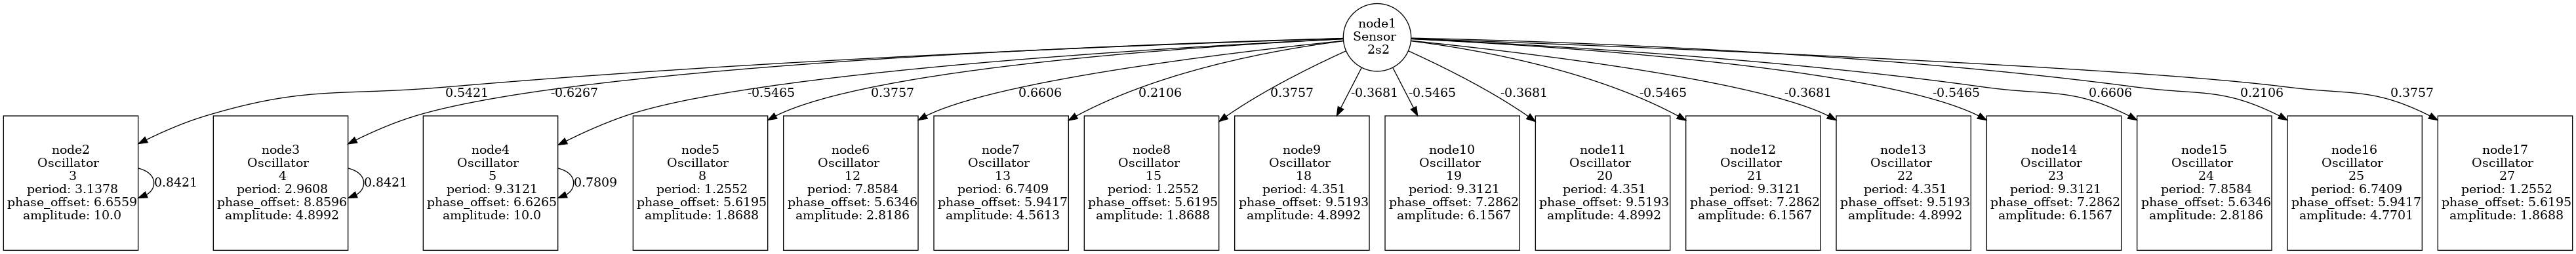 node1
Sensor
2s2
0.5421
-0.6267
-0.5465
0.3757
0.6606
0.2106
0.3757
-0.3681
-0.5465
-0.3681
-0.5465
-0.3681
-0.5465
0.6606
0.2106
0.3757
node2
Oscillator
3
period: 3.1378
phase_offset: 6.6559
amplitude: 10.0
0.8421
node3
Oscillator
4
period: 2.9608
phase_offset: 8.8596
amplitude: 4.8992
0.8421
node4
Oscillator
5
period: 9.3121
phase_offset: 6.6265
amplitude: 10.0
0.7809
node5
Oscillator
8
period: 1.2552
phase_offset: 5.6195
amplitude: 1.8688
node6
Oscillator
12
period: 7.8584
phase_offset: 5.6346
amplitude: 2.8186
node7
Oscillator
13
period: 6.7409
phase_offset: 5.9417
amplitude: 4.5613
node8
Oscillator
15
period: 1.2552
phase_offset: 5.6195
amplitude: 1.8688
node9
Oscillator
18
period: 4.351
phase_offset: 9.5193
amplitude: 4.8992
node10
Oscillator
19
period: 9.3121
phase_offset: 7.2862
amplitude: 6.1567
node11
Oscillator
20
period: 4.351
phase_offset: 9.5193
amplitude: 4.8992
node12
Oscillator
21
period: 9.3121
phase_offset: 7.2862
amplitude: 6.1567
node13
Oscillator
22
period: 4.351
phase_offset: 9.5193
amplitude: 4.8992
node14
Oscillator
23
period: 9.3121
phase_offset: 7.2862
amplitude: 6.1567
node15
Oscillator
24
period: 7.8584
phase_offset: 5.6346
amplitude: 2.8186
node16
Oscillator
25
period: 6.7409
phase_offset: 5.9417
amplitude: 4.7701
node17
Oscillator
27
period: 1.2552
phase_offset: 5.6195
amplitude: 1.8688